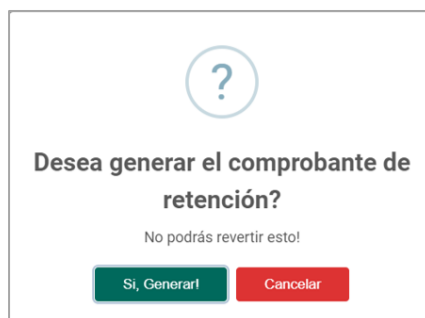 ?
Desea generar el comprobante de
retención?
No podrás revertir esto!
Si, Generar! Cancelar